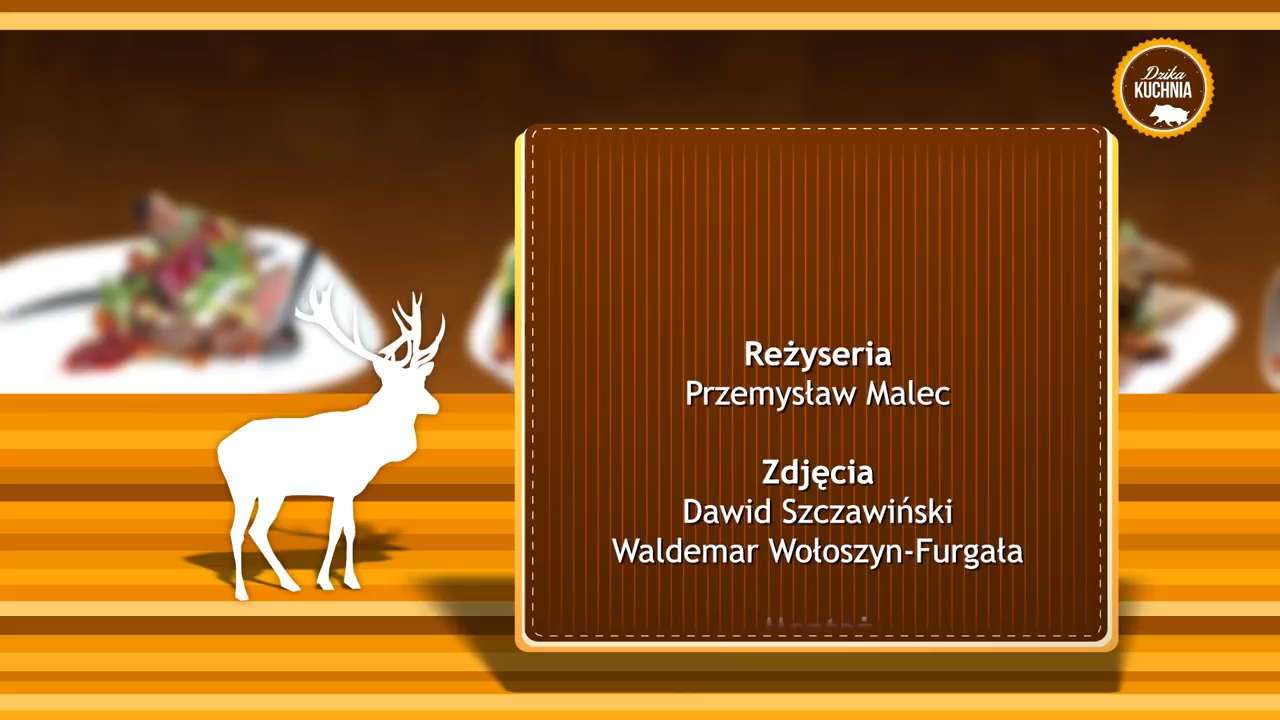 Dzika
KUCHNIA
Reżyseria
Przemysław Malec
Zdjęcia
Dawid Szczawiński
Waldemar Wołoszyn-Furgała